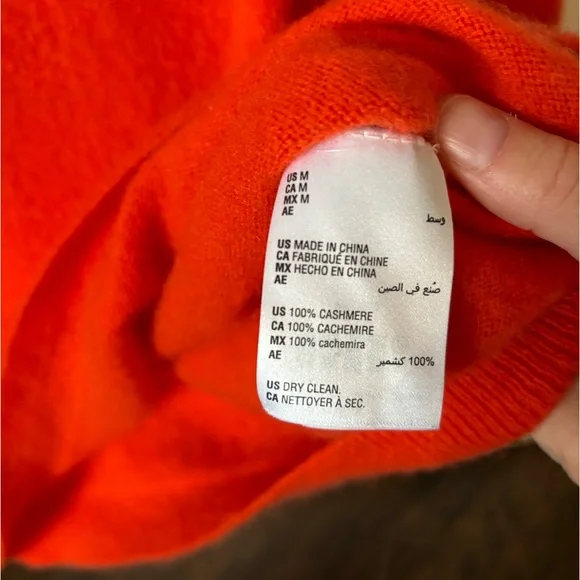 US M
CA M
MX M
AE
وسط
US MADE IN CHINA
CA FABRIQUÉ EN CHINE
MX HECHO EN CHINA
AE
صُنع في الصين
US 100% CASHMERE
CA 100% CACHEMIRE
MX 100% cachemira
AE
100% كشمير
US DRY CLEAN.
CA NETTOYER À SEC.